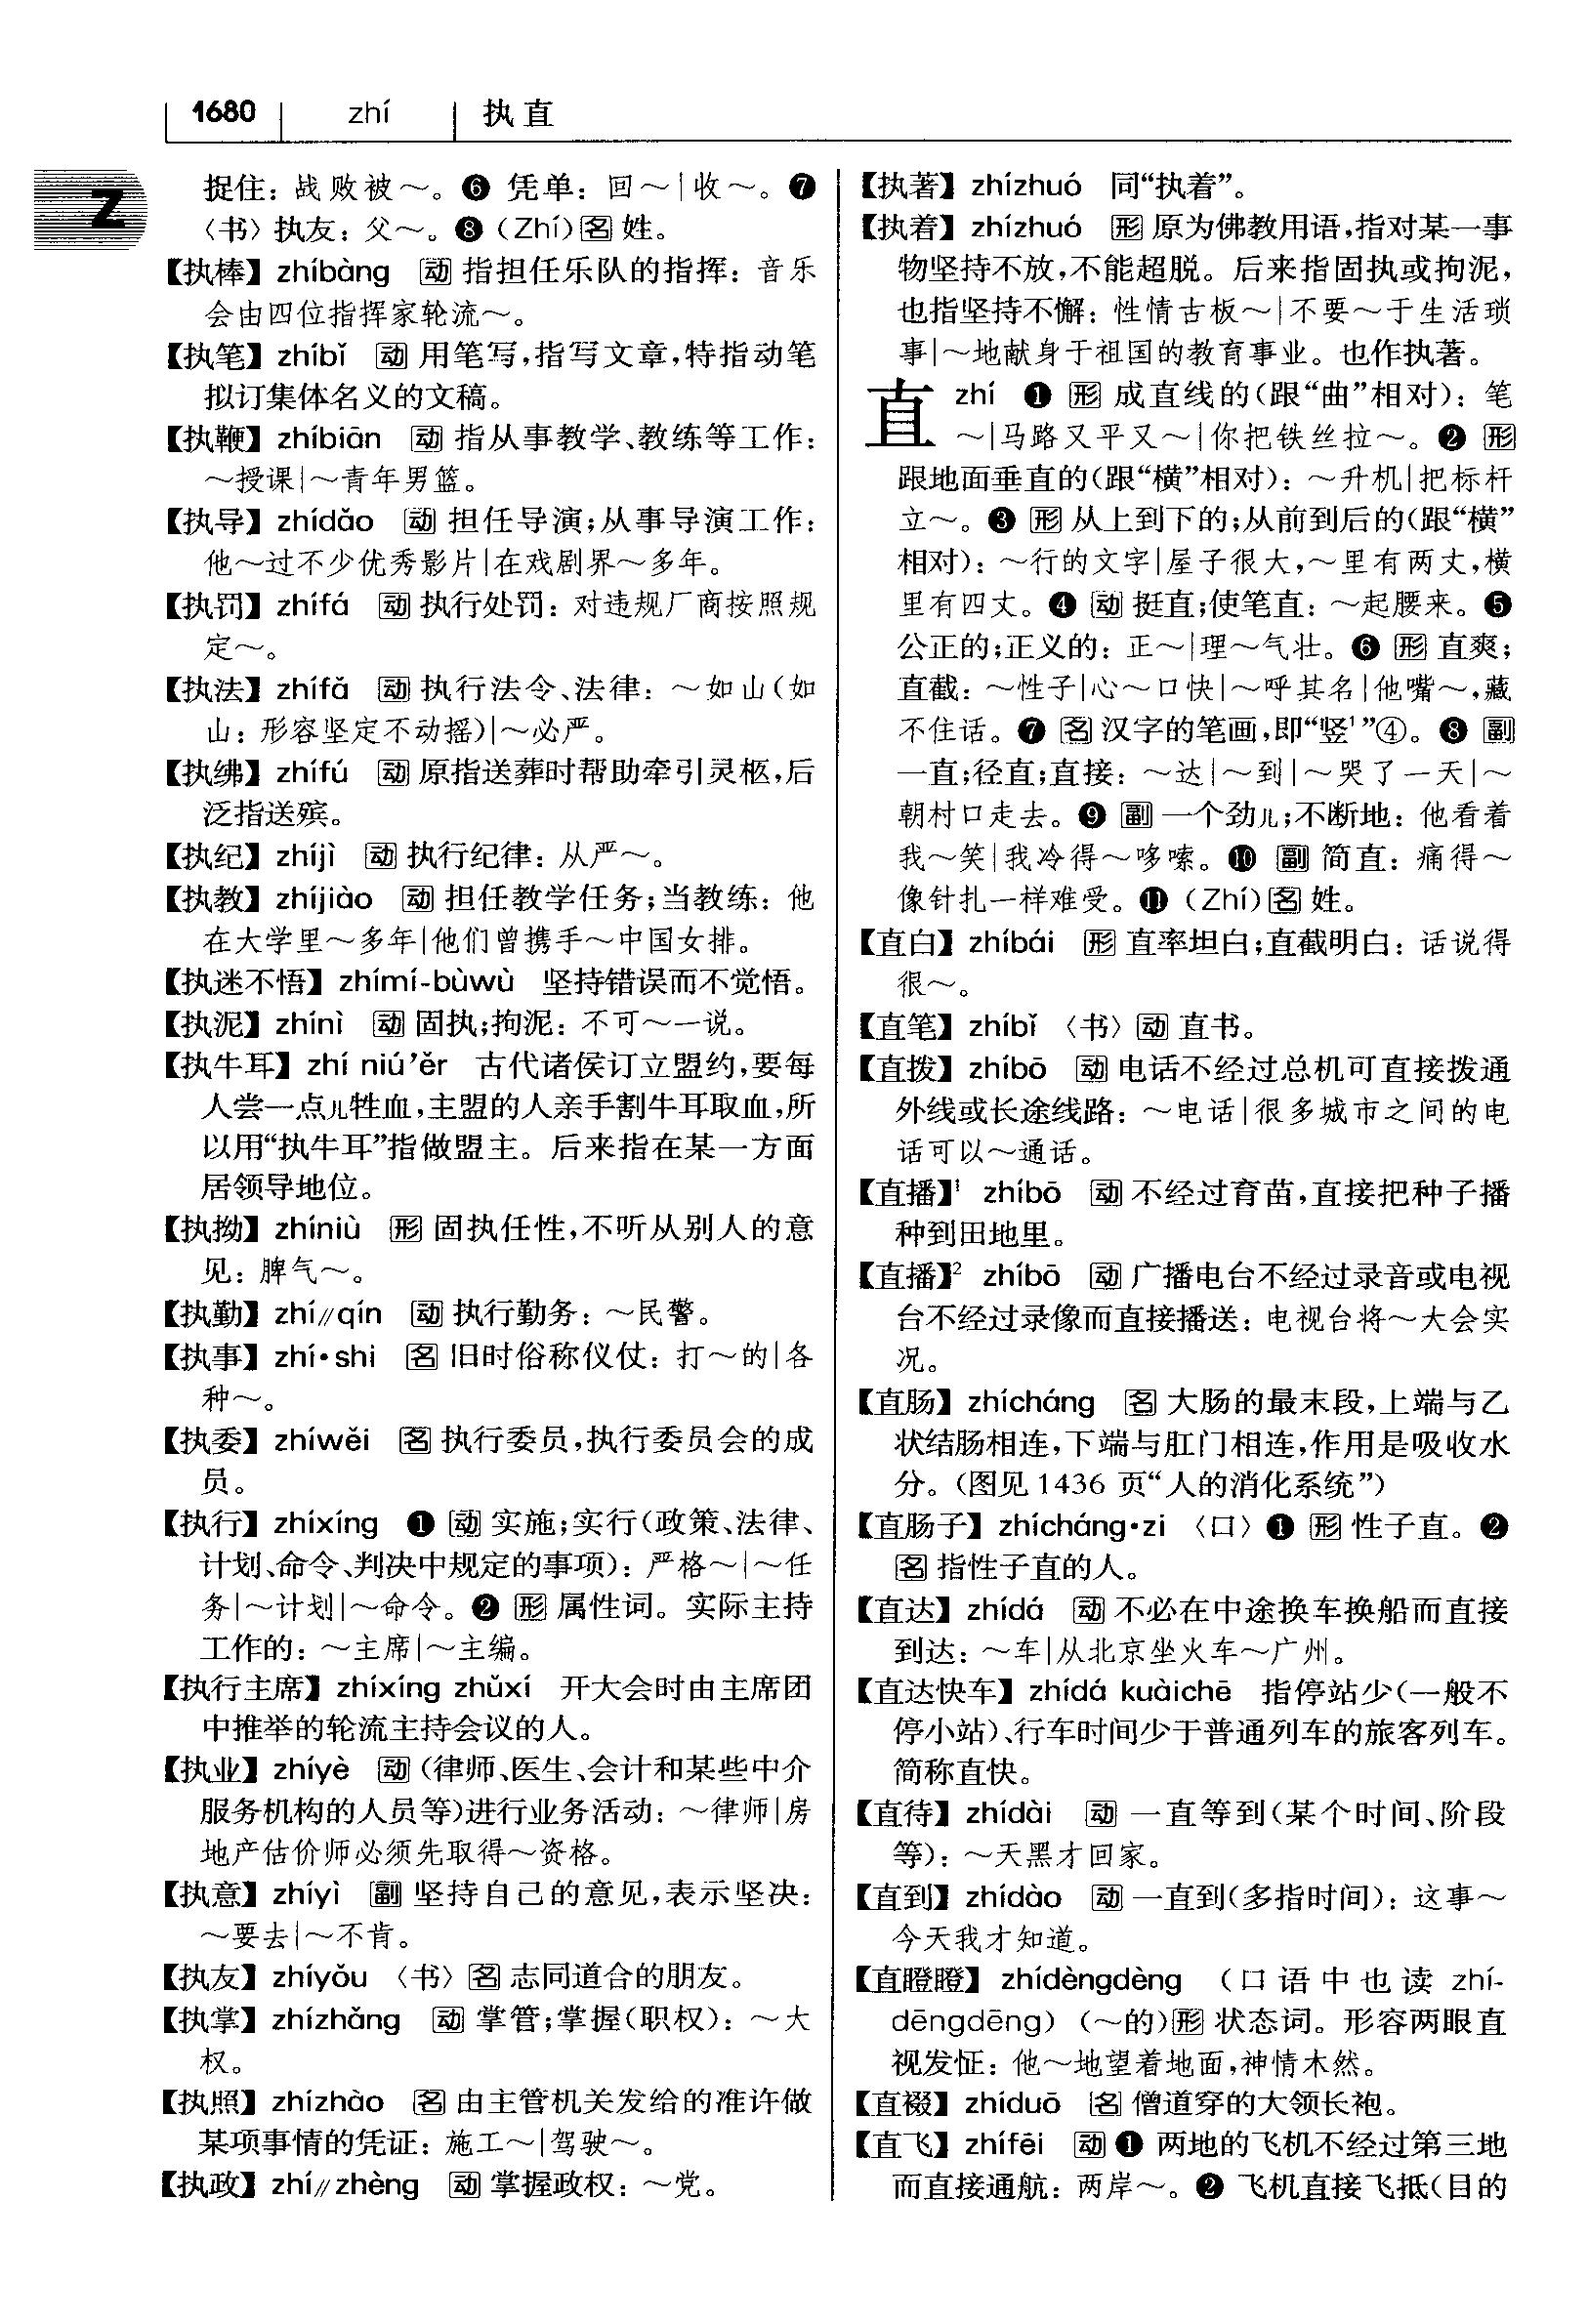 1680 zhí 执直
Z
捉住：战败被～。❻ 凭单：回～|收～。❼
〈书〉执友：父～。❽（Zhí）名 姓。
【执棒】zhíbàng 动 指担任乐队的指挥：音乐
会由四位指挥家轮流～。
【执笔】zhíbǐ 动 用笔写，指写文章，特指动笔
拟订集体名义的文稿。
【执鞭】zhíbiān 动 指从事教学、教练等工作：
～授课|～青年男篮。
【执导】zhídǎo 动 担任导演；从事导演工作：
他～过不少优秀影片|在戏剧界～多年。
【执罚】zhífá 动 执行处罚：对违规厂商按照规
定～。
【执法】zhífǎ 动 执行法令、法律：～如山（如
山：形容坚定不动摇）|～必严。
【执绋】zhífú 动 原指送葬时帮助牵引灵柩，后
泛指送殡。
【执纪】zhíjì 动 执行纪律：从严～。
【执教】zhíjiào 动 担任教学任务；当教练：他
在大学里～多年|他们曾携手～中国女排。
【执迷不悟】zhímí-bùwù 坚持错误而不觉悟。
【执泥】zhínì 动 固执；拘泥：不可～一说。
【执牛耳】zhí niú’ěr 古代诸侯订立盟约，要每
人尝一点儿牲血，主盟的人亲手割牛耳取血，所
以用“执牛耳”指做盟主。后来指在某一方面
居领导地位。
【执拗】zhíniù 形 固执任性，不听从别人的意
见：脾气～。
【执勤】zhí//qín 动 执行勤务：～民警。
【执事】zhí·shi 名 旧时俗称仪仗：打～的|各
种～。
【执委】zhíwěi 名 执行委员，执行委员会的成
员。
【执行】zhíxíng ❶ 动 实施；实行（政策、法律、
计划、命令、判决中规定的事项）：严格～|～任
务|～计划|～命令。❷ 形 属性词。实际主持
工作的：～主席|～主编。
【执行主席】zhíxíng zhǔxí 开大会时由主席团
中推举的轮流主持会议的人。
【执业】zhíyè 动（律师、医生、会计和某些中介
服务机构的人员等）进行业务活动：～律师|房
地产估价师必须先取得～资格。
【执意】zhíyì 副 坚持自己的意见，表示坚决：
～要去|～不肯。
【执友】zhíyǒu 〈书〉名 志同道合的朋友。
【执掌】zhízhǎng 动 掌管；掌握（职权）：～大
权。
【执照】zhízhào 名 由主管机关发给的准许做
某项事情的凭证：施工～|驾驶～。
【执政】zhí//zhèng 动 掌握政权：～党。
【执著】zhízhuó 同“执着”。
【执着】zhízhuó 形 原为佛教用语，指对某一事
物坚持不放，不能超脱。后来指固执或拘泥，
也指坚持不懈：性情古板～|不要～于生活琐
事|～地献身于祖国的教育事业。也作执著。
直 zhí ❶ 形 成直线的（跟“曲”相对）：笔
～|马路又平又～|你把铁丝拉～。❷ 形
跟地面垂直的（跟“横”相对）：～升机|把标杆
立～。❸ 形 从上到下的；从前到后的（跟“横”
相对）：～行的文字|屋子很大，～里有两丈，横
里有四丈。❹ 动 挺直；使笔直：～起腰来。❺
公正的；正义的：正～|理～气壮。❻ 形 直爽；
直截：～性子|心～口快|～呼其名|他嘴～，藏
不住话。❼ 名 汉字的笔画，即“竖¹”④。❽ 副
一直；径直；直接：～达|～到|～哭了一天|～
朝村口走去。❾ 副 一个劲儿；不断地：他看着
我～笑|我冷得～哆嗦。❿ 副 简直：痛得～
像针扎一样难受。⓫（Zhí）名 姓。
【直白】zhíbái 形 直率坦白；直截明白：话说得
很～。
【直笔】zhíbǐ 〈书〉动 直书。
【直拨】zhíbō 动 电话不经过总机可直接拨通
外线或长途线路：～电话|很多城市之间的电
话可以～通话。
【直播】¹ zhíbō 动 不经过育苗，直接把种子播
种到田地里。
【直播】² zhíbō 动 广播电台不经过录音或电视
台不经过录像而直接播送：电视台将～大会实
况。
【直肠】zhícháng 名 大肠的最末段，上端与乙
状结肠相连，下端与肛门相连，作用是吸收水
分。（图见1436页“人的消化系统”）
【直肠子】zhícháng·zi 〈口〉❶ 形 性子直。❷
名 指性子直的人。
【直达】zhídá 动 不必在中途换车换船而直接
到达：～车|从北京坐火车～广州。
【直达快车】zhídá kuàichē 指停站少（一般不
停小站）、行车时间少于普通列车的旅客列车。
简称直快。
【直待】zhídài 动 一直等到（某个时间、阶段
等）：～天黑才回家。
【直到】zhídào 动 一直到（多指时间）：这事～
今天我才知道。
【直瞪瞪】zhídèngdèng （口语中也读 zhí-
dēngdēng）（～的）形 状态词。形容两眼直
视发怔：他～地望着地面，神情木然。
【直裰】zhíduō 名 僧道穿的大领长袍。
【直飞】zhífēi 动 ❶ 两地的飞机不经过第三地
而直接通航：两岸～。❷ 飞机直接飞抵（目的